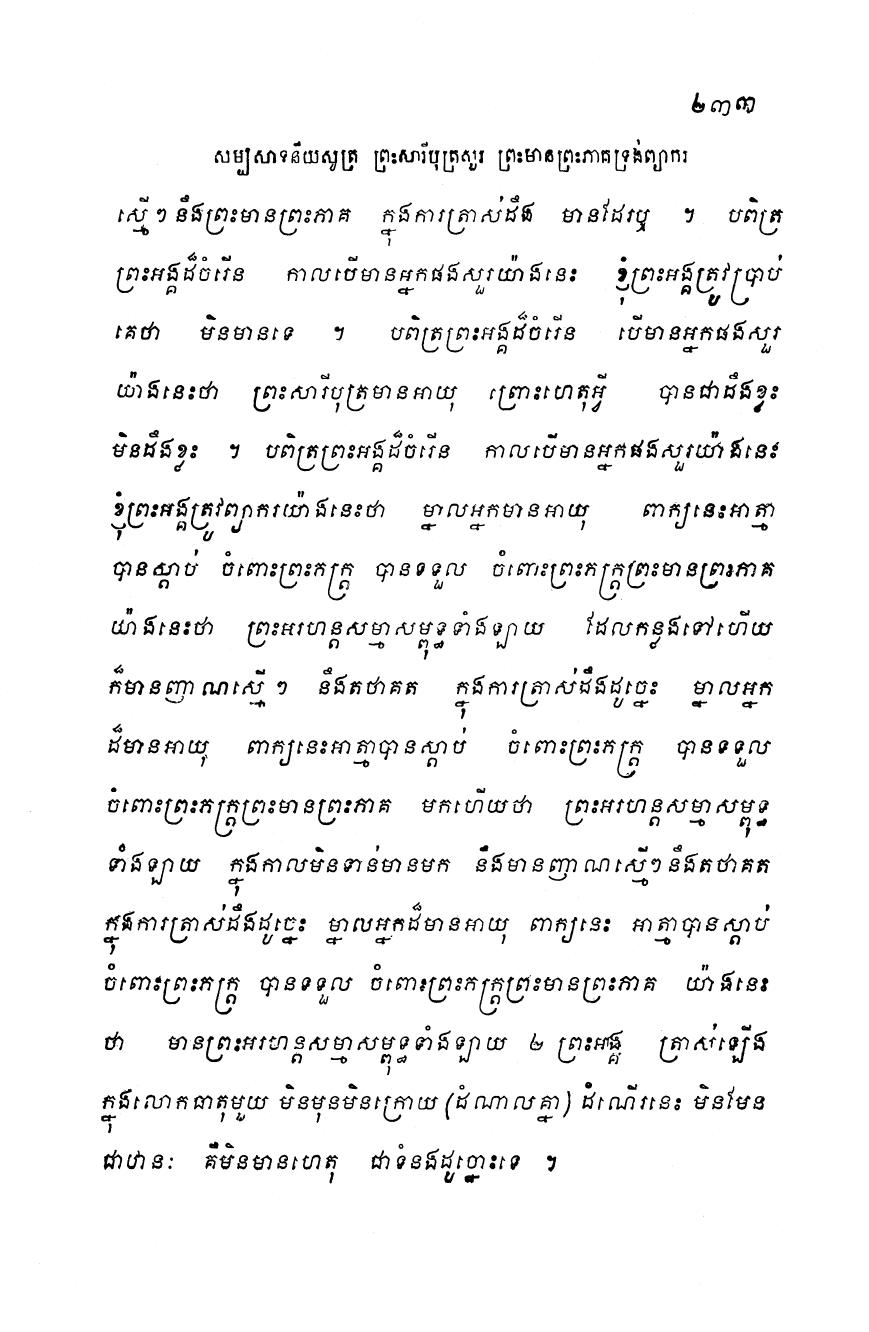 ២៣៣
សម្បសាទនីយសូត្រ ព្រះសារីបុត្រសួរ ព្រះមានព្រះភាគទ្រង់ព្យាករ
ស្មើៗ នឹងព្រះមានព្រះភាគ ក្នុងការត្រាស់ដឹង មានដែរឬ ។ បពិត្រ
ព្រះអង្គដ៏ចំរើន កាលបើមានអ្នកផងសួរយ៉ាងនេះ ខ្ញុំព្រះអង្គត្រូវប្រាប់
គេថា មិនមានទេ ។ បពិត្រព្រះអង្គដ៏ចំរើន បើមានអ្នកផងសួរ
យ៉ាងនេះថា ព្រះសារីបុត្រមានអាយុ ព្រោះហេតុអ្វី បានជាដឹងខ្លះ
មិនដឹងខ្លះ ។ បពិត្រព្រះអង្គដ៏ចំរើន កាលបើមានអ្នកផងសួរយ៉ាងនេះ
ខ្ញុំព្រះអង្គត្រូវព្យាករយ៉ាងនេះថា ម្នាលអ្នកមានអាយុ ពាក្យនេះអាត្មា
បានស្តាប់ ចំពោះព្រះភក្ត្រ បានទទួល ចំពោះព្រះភក្ត្រព្រះមានព្រះភាគ
យ៉ាងនេះថា ព្រះអរហន្តសម្មាសម្ពុទ្ធទាំងឡាយ ដែលកន្លងទៅហើយ
ក៏មានញាណស្មើៗ នឹងតថាគត ក្នុងការត្រាស់ដឹងដូច្នេះ ម្នាលអ្នក
ដ៏មានអាយុ ពាក្យនេះអាត្មាបានស្តាប់ ចំពោះព្រះភក្ត្រ បានទទួល
ចំពោះព្រះភក្ត្រព្រះមានព្រះភាគ មកហើយថា ព្រះអរហន្តសម្មាសម្ពុទ្ធ
ទាំងឡាយ ក្នុងកាលមិនទាន់មានមក នឹងមានញាណស្មើៗ នឹងតថាគត
ក្នុងការត្រាស់ដឹងដូច្នេះ ម្នាលអ្នកដ៏មានអាយុ ពាក្យនេះ អាត្មាបានស្តាប់
ចំពោះព្រះភក្ត្រ បានទទួល ចំពោះព្រះភក្ត្រព្រះមានព្រះភាគ យ៉ាងនេះ
ថា មានព្រះអរហន្តសម្មាសម្ពុទ្ធទាំងឡាយ ២ ព្រះអង្គ ត្រាស់ឡើង
ក្នុងលោកធាតុមួយ មិនមុនមិនក្រោយ (ដំណាលគ្នា) ដំណើរនេះ មិនមែន
ជាឋានៈ គឺមិនមានហេតុ ជាទំនងដូច្នោះទេ ។